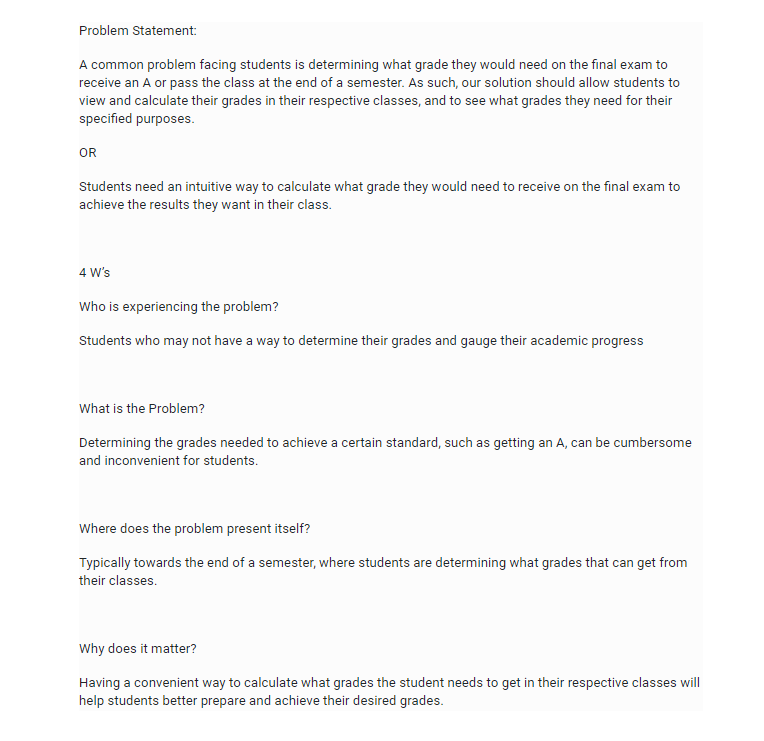 Problem Statement:
A common problem facing students is determining what grade they would need on the final exam to
receive an A or pass the class at the end of a semester. As such, our solution should allow students to
view and calculate their grades in their respective classes, and to see what grades they need for their
specified purposes.
OR
Students need an intuitive way to calculate what grade they would need to receive on the final exam to
achieve the results they want in their class.
4 W's
Who is experiencing the problem?
Students who may not have a way to determine their grades and gauge their academic progress
What is the Problem?
Determining the grades needed to achieve a certain standard, such as getting an A, can be cumbersome
and inconvenient for students.
Where does the problem present itself?
Typically towards the end of a semester, where students are determining what grades that can get from
their classes.
Why does it matter?
Having a convenient way to calculate what grades the student needs to get in their respective classes will
help students better prepare and achieve their desired grades.